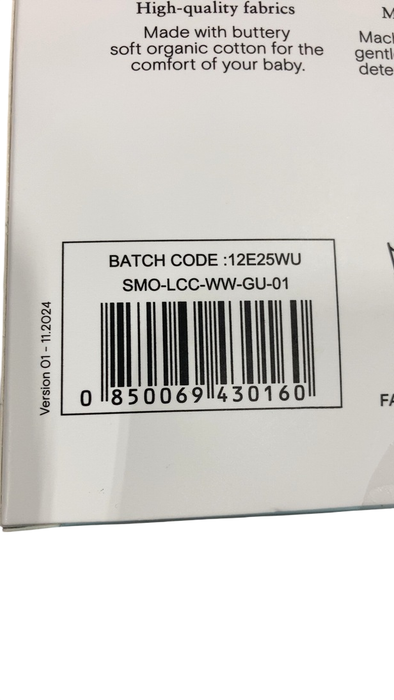 High-quality fabrics
Made with buttery
soft organic cotton for the
comfort of your baby.
BATCH CODE :12E25WU
SMO-LCC-WW-GU-01
0 850069 430160
Version 01 - 11.2024